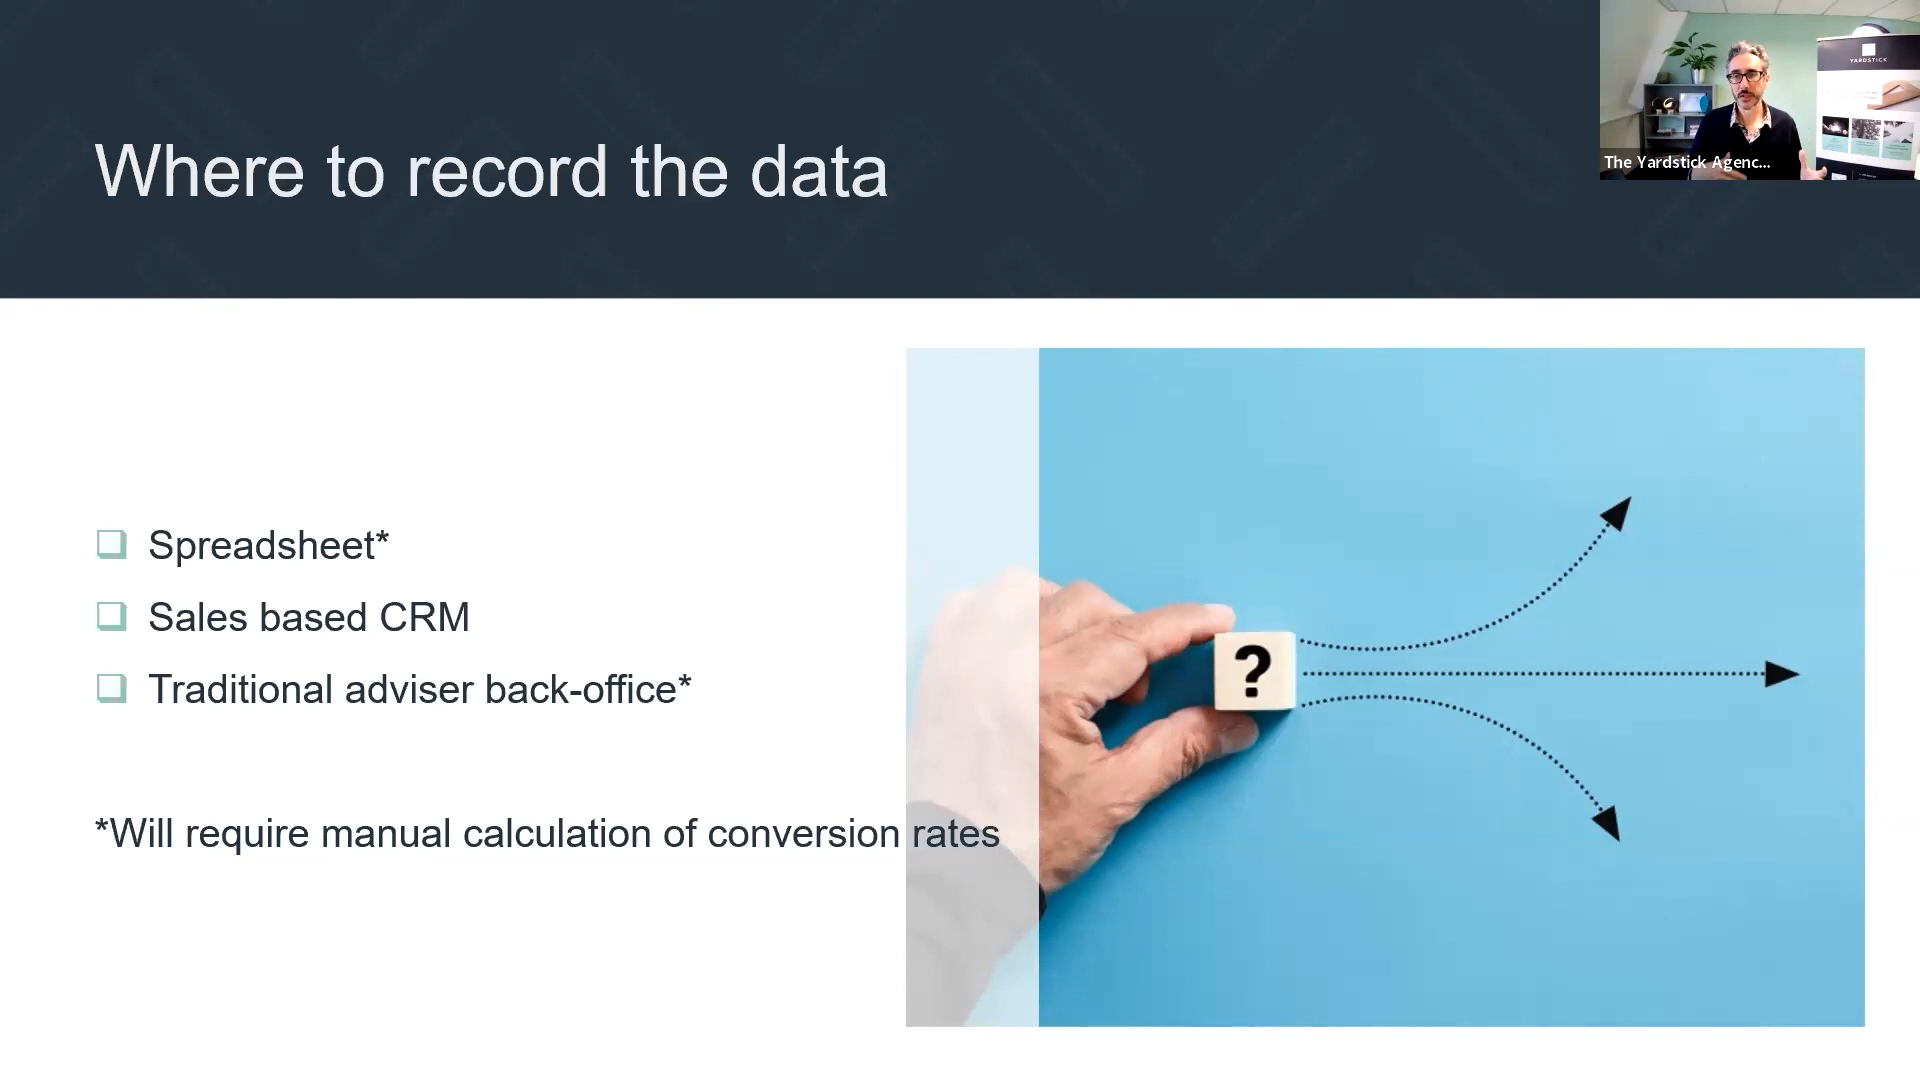 Where to record the data
YARDSTICK
The Yardstick Agenc...
Spreadsheet*
Sales based CRM
Traditional adviser back-office*
?
*Will require manual calculation of conversion rates